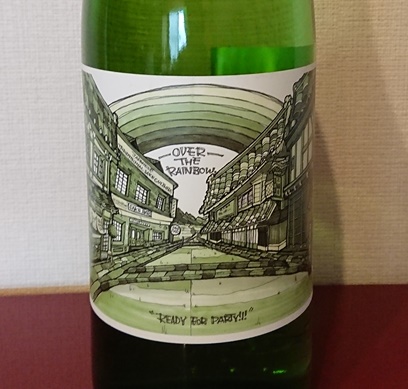 OVER
THE
RAINBOW
"READY FOR PARTY!!"